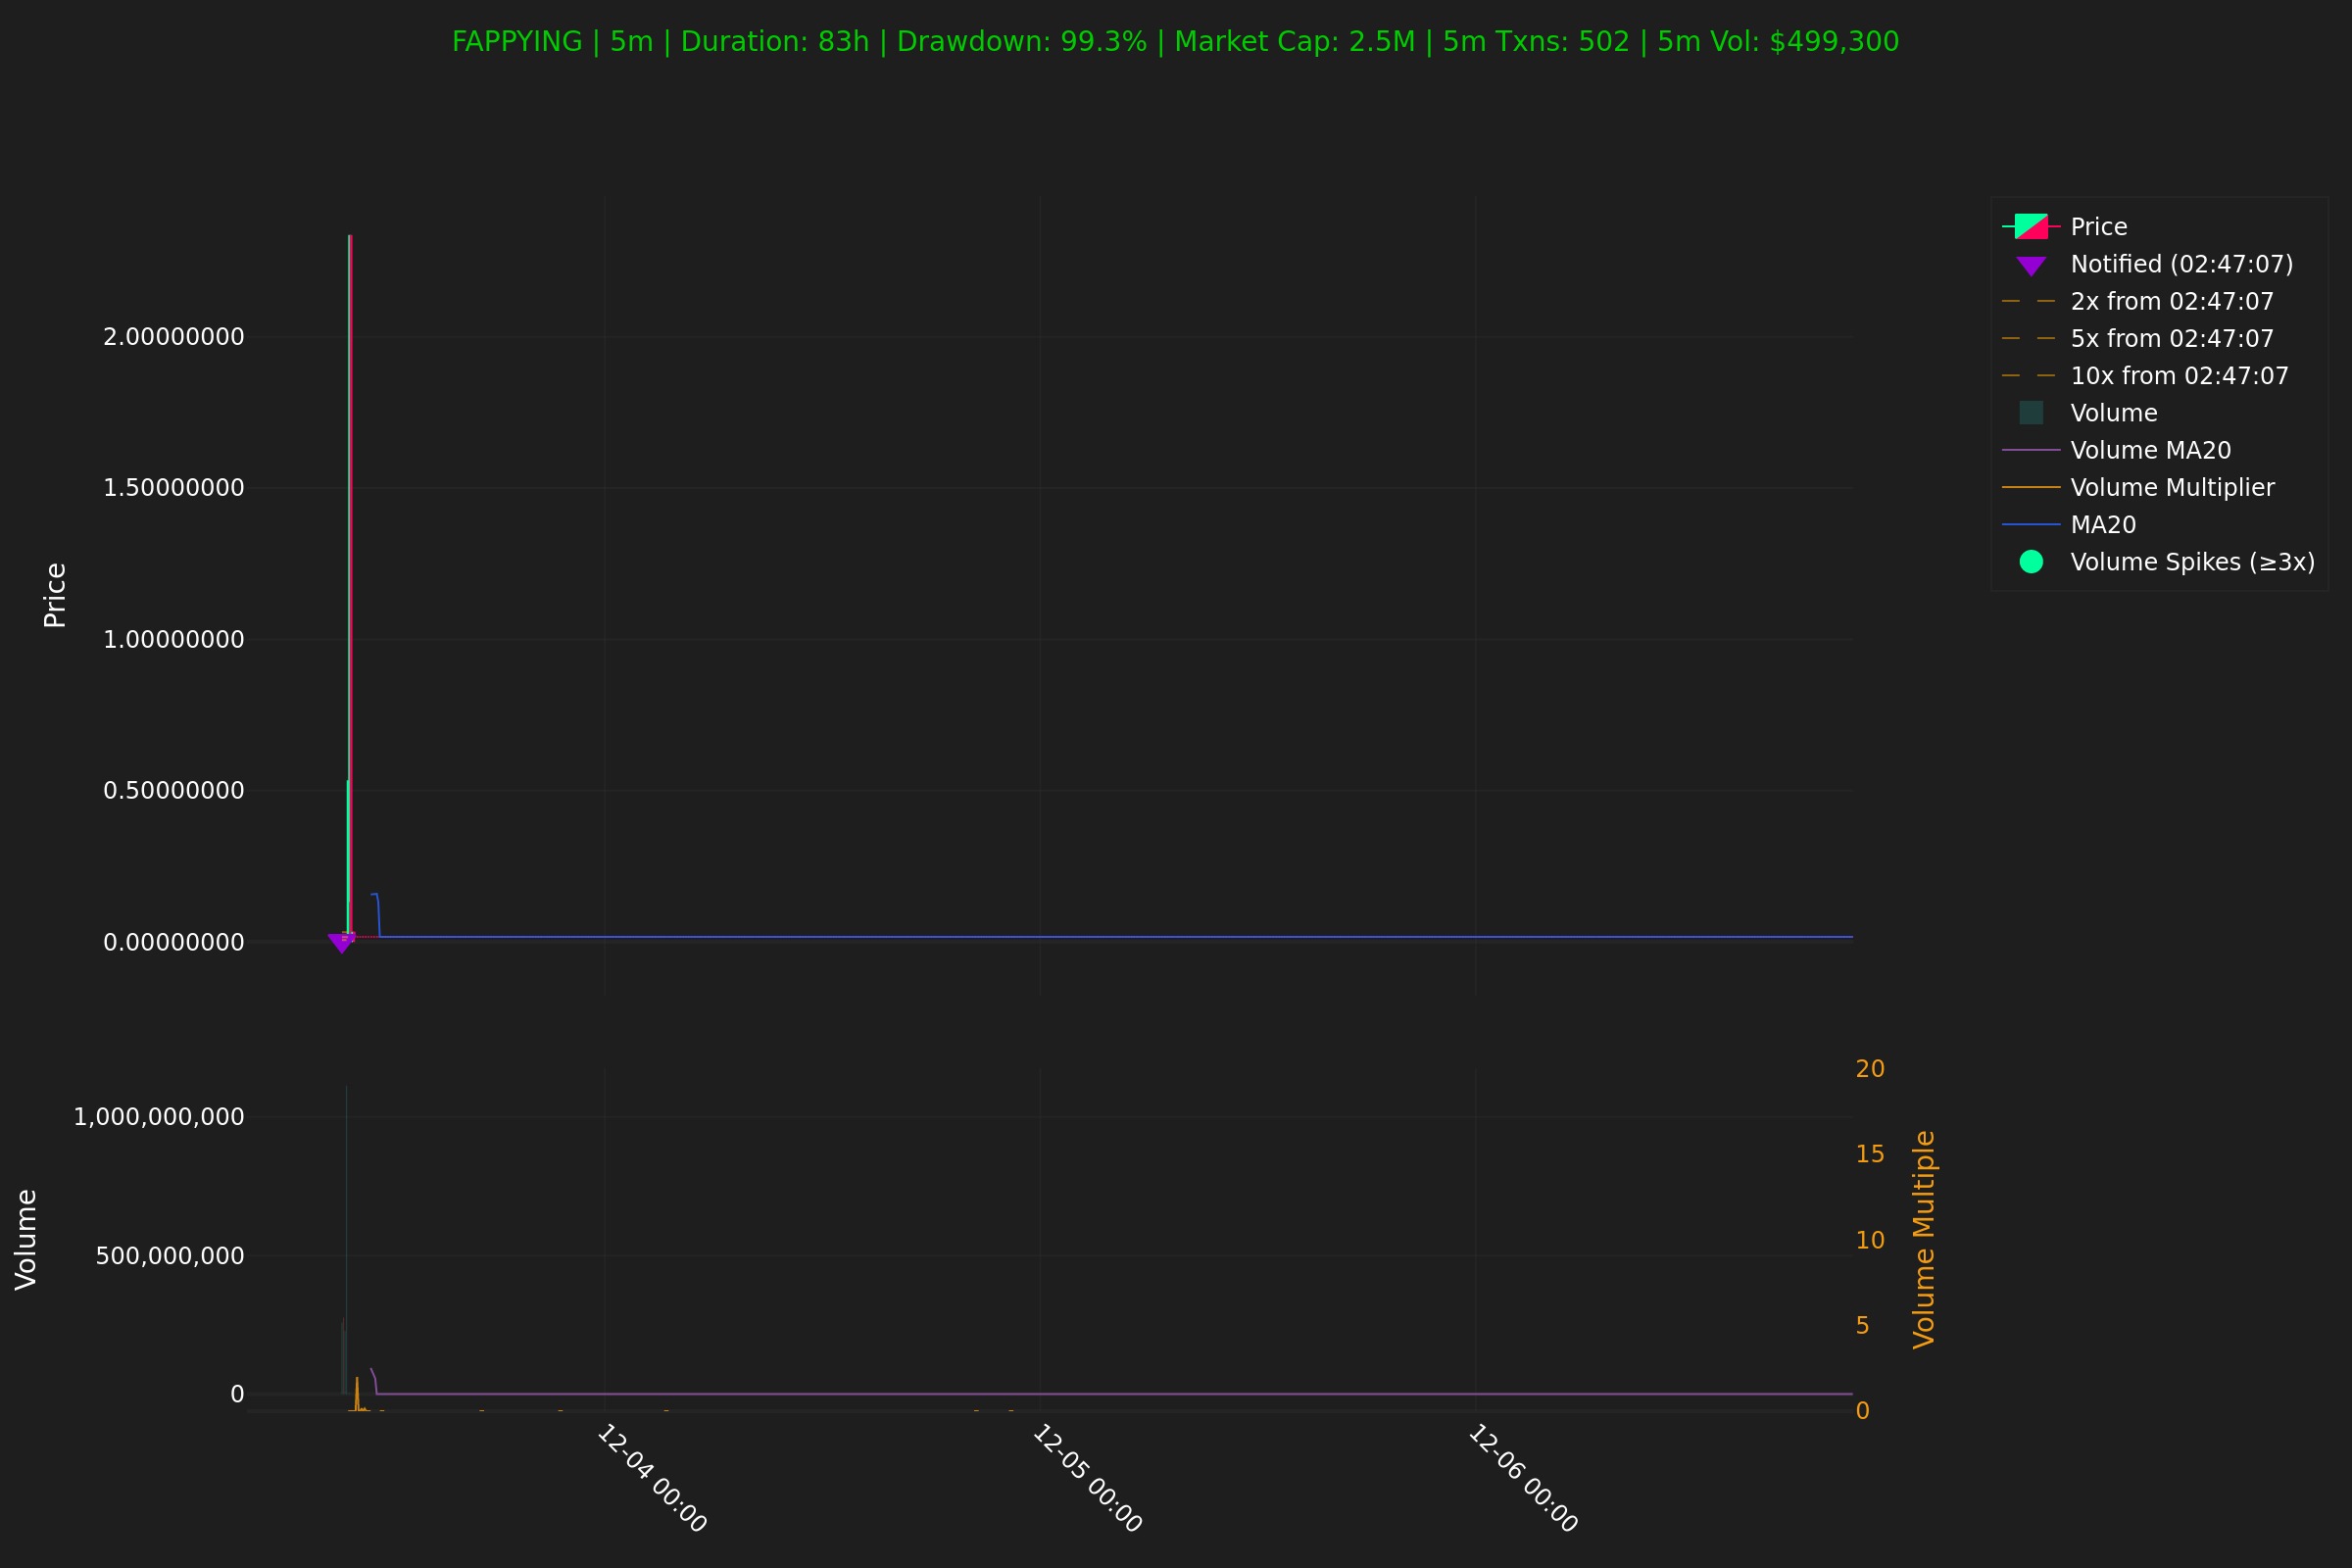 FAPPYING | 5m | Duration: 83h | Drawdown: 99.3% | Market Cap: 2.5M | 5m Txns: 502 | 5m Vol: $499,300
Price
2.00000000
1.50000000
1.00000000
0.50000000
0.00000000
Price
Notified (02:47:07)
2x from 02:47:07
5x from 02:47:07
10x from 02:47:07
Volume
Volume MA20
Volume Multiplier
MA20
Volume Spikes (≥3x)
Volume
1,000,000,000
500,000,000
0
20
15
10
5
0
Volume Multiple
12-04 00:00
12-05 00:00
12-06 00:00